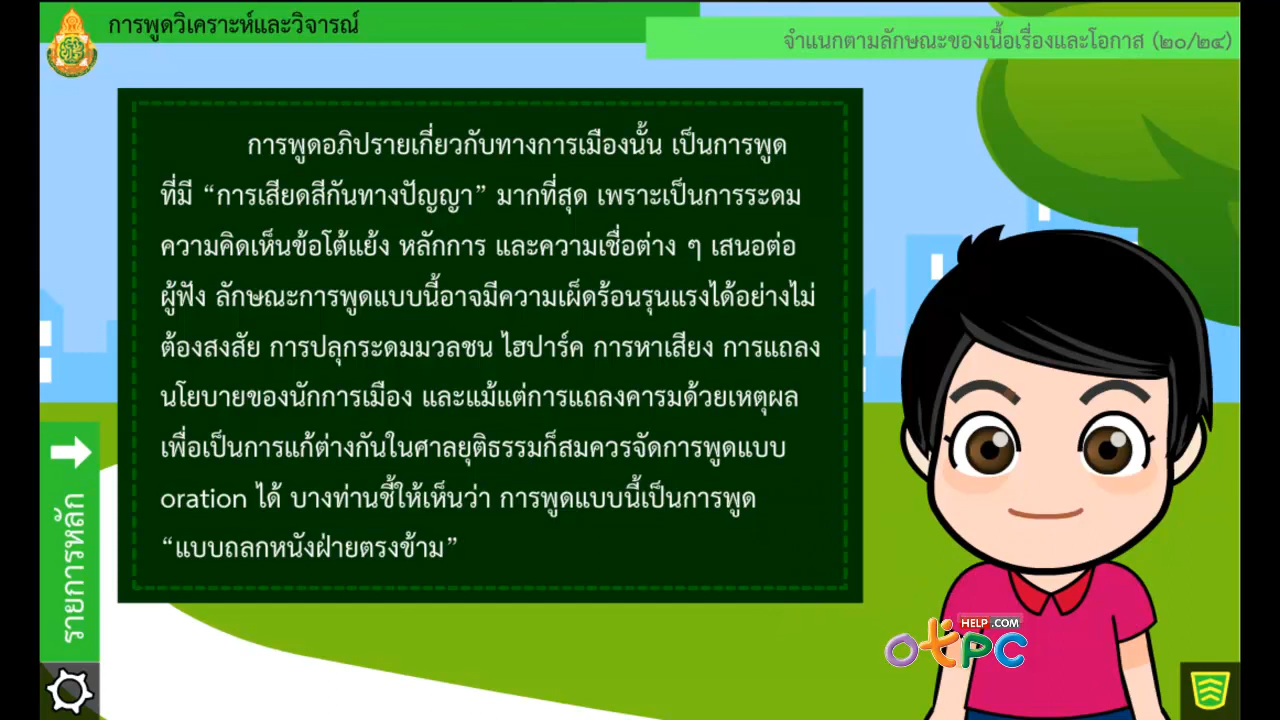 การพูดวิเคราะห์และวิจารณ์
จำแนกตามลักษณะของเนื้อเรื่องและโอกาส (๒๐/๒๔)
การพูดอภิปรายเกี่ยวกับทางการเมืองนั้น เป็นการพูด
ที่มี “การเสียดสีกันทางปัญญา” มากที่สุด เพราะเป็นการระดม
ความคิดเห็นข้อโต้แย้ง หลักการ และความเชื่อต่าง ๆ เสนอต่อ
ผู้ฟัง ลักษณะการพูดแบบนี้อาจมีความเผ็ดร้อนรุนแรงได้อย่างไม่
ต้องสงสัย การปลุกระดมมวลชน ไฮปาร์ค การหาเสียง การแถลง
นโยบายของนักการเมือง และแม้แต่การแถลงคารมด้วยเหตุผล
เพื่อเป็นการแก้ต่างกันในศาลยุติธรรมก็สมควรจัดการพูดแบบ
oration ได้ บางท่านชี้ให้เห็นว่า การพูดแบบนี้เป็นการพูด
“แบบถลกหนังฝ่ายตรงข้าม”
รายการหลัก
HELP .COM
otPC